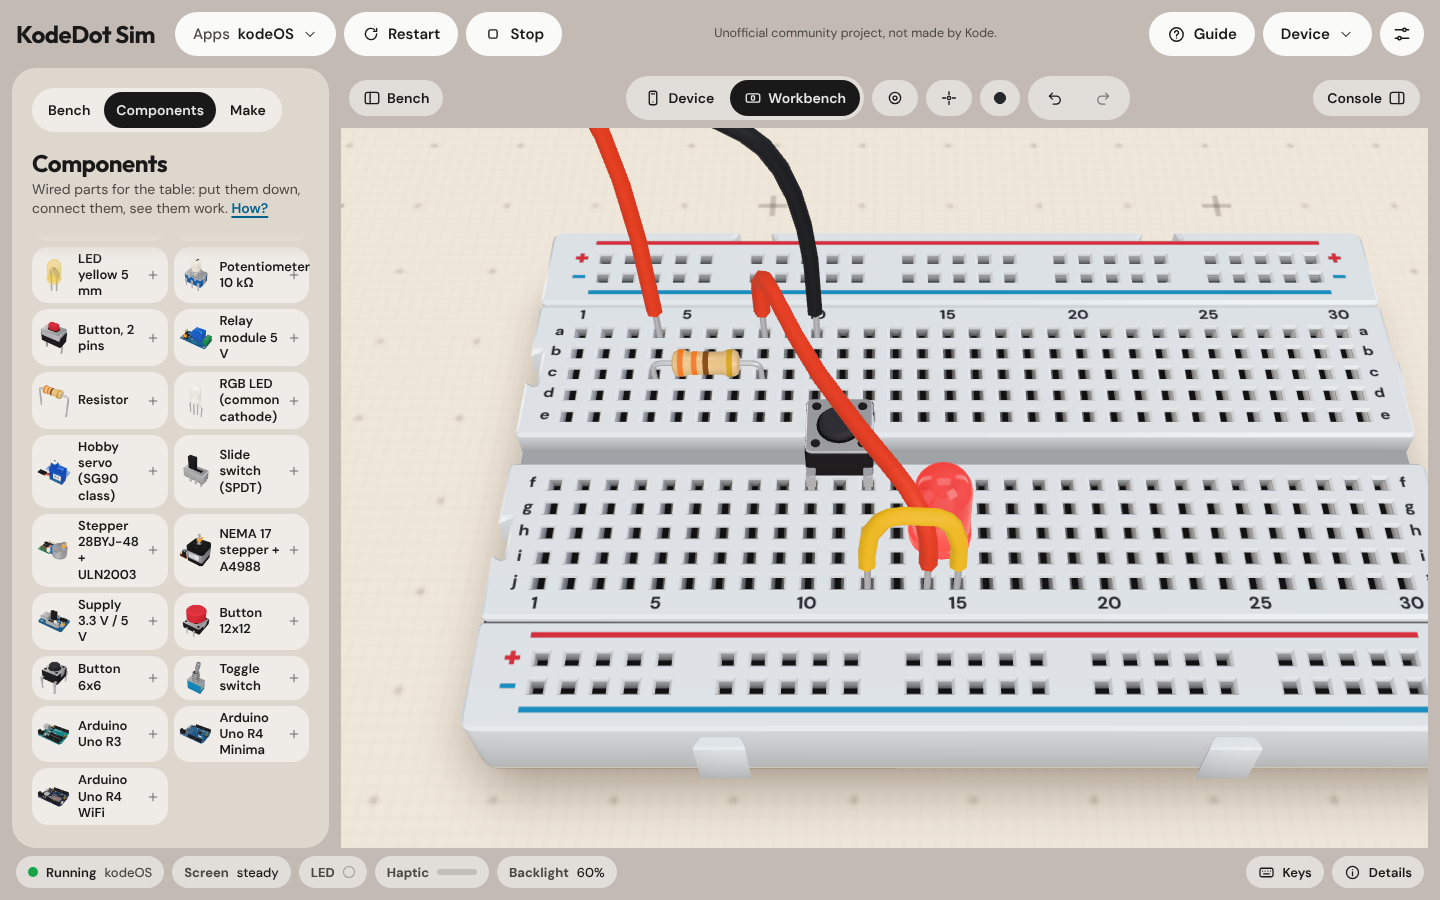 KodeDot Sim
Apps kodeOS
Restart
Stop
Unofficial community project, not made by Kode.
Guide
Device
Bench
Components
Make
Bench
Device
Workbench
Console
Components
Wired parts for the table: put them down,
connect them, see them work. How?
LED
yellow 5
mm
Potentiometer
10 kΩ
Button, 2
pins
Relay
module 5
V
Resistor
RGB LED
(common
cathode)
Hobby
servo
(SG90
class)
Slide
switch
(SPDT)
Stepper
28BYJ-48
+
ULN2003
NEMA 17
stepper +
A4988
Supply
3.3 V / 5
V
Button
12x12
Button
6x6
Toggle
switch
Arduino
Uno R3
Arduino
Uno R4
Minima
Arduino
Uno R4
WiFi
+ +
− −
1 5 15 20 25 30
a a
b b
c c
d d
e e
f f
g g
h h
i i
j
1 5 10 15 20 25 30
+
−
Running kodeOS
Screen steady
LED
Haptic
Backlight 60%
Keys
Details